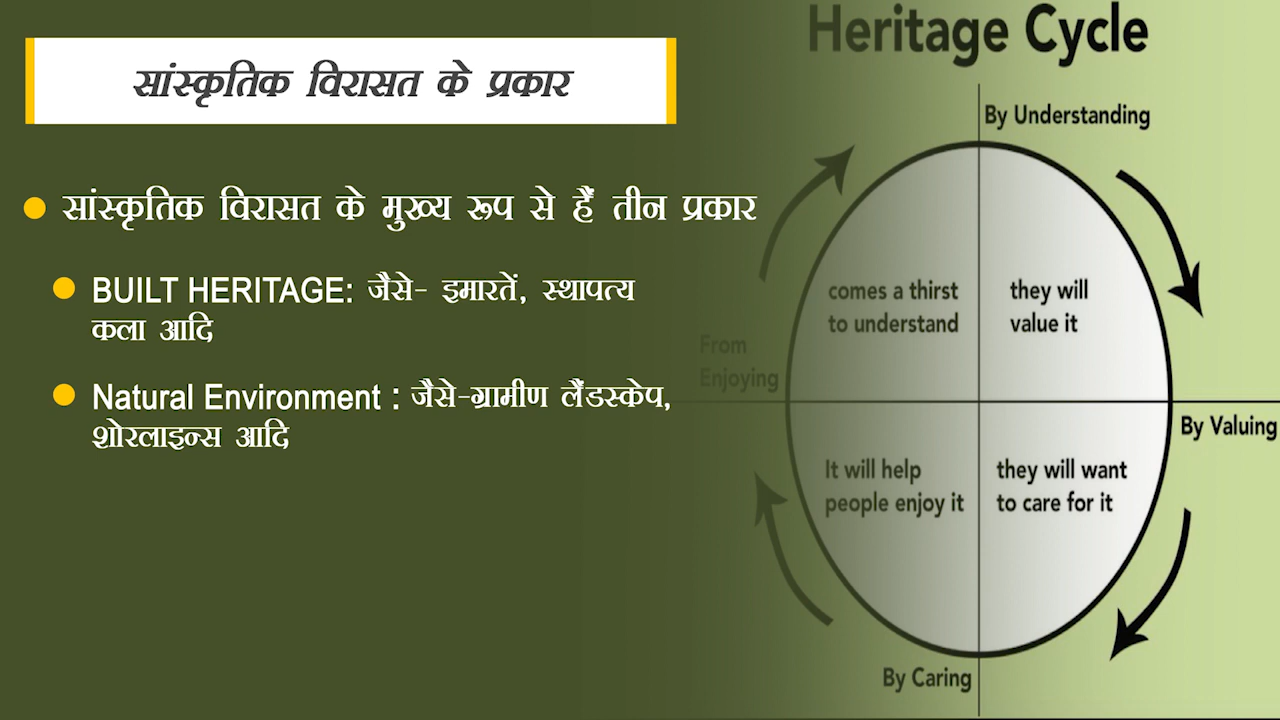 सांस्कृतिक विरासत के प्रकार
सांस्कृतिक विरासत के मुख्य रूप से हैं तीन प्रकार
BUILT HERITAGE: जैसे- इमारतें, स्थापत्य
कला आदि
Natural Environment : जैसे-ग्रामीण लैंडस्केप,
शोरलाइन्स आदि
Heritage Cycle
By Understanding
comes a thirst
to understand
they will
value it
From
Enjoying
By Valuing
It will help
people enjoy it
they will want
to care for it
By Caring